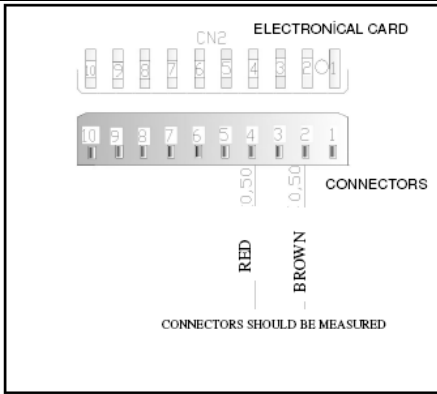 ELECTRONİCAL CARD
CN2
10 9 8 7 6 5 4 3 2 1
10 9 8 7 6 5 4 3 2 1
CONNECTORS
0,50 0,50
RED BROWN
CONNECTORS SHOULD BE MEASURED